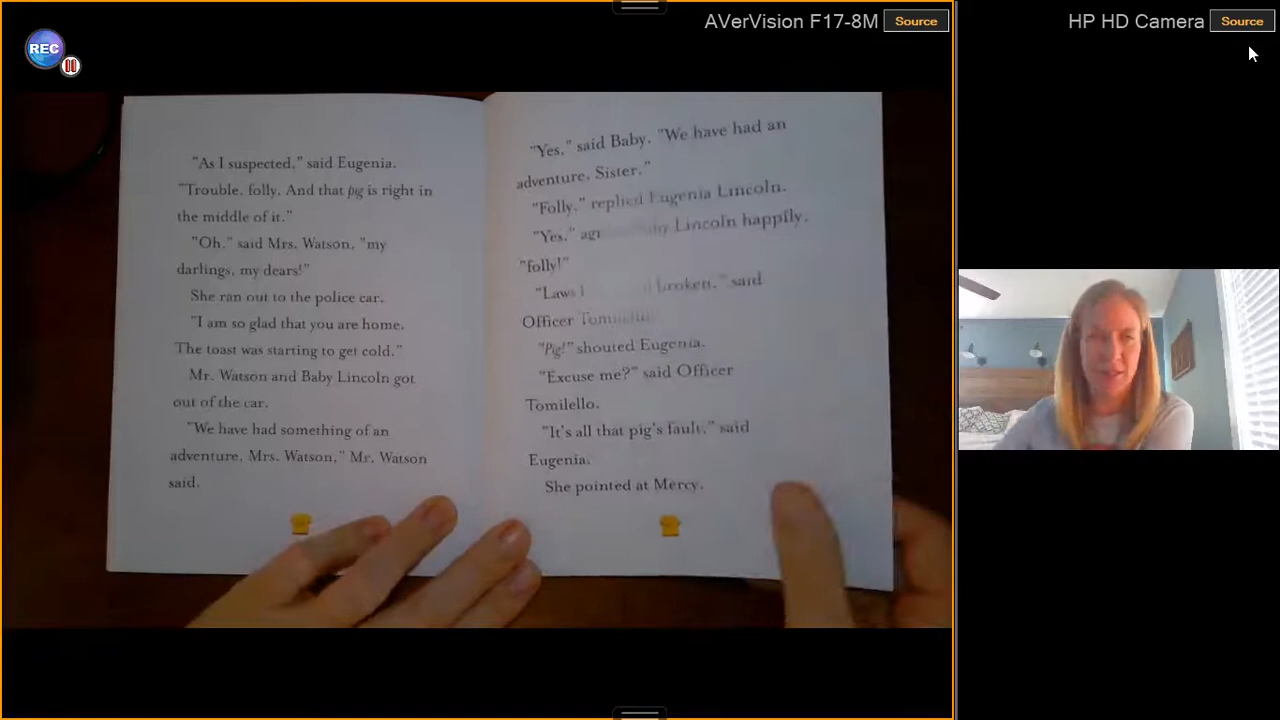 AVerVision F17-8M
Source
HP HD Camera
Source
REC
"As I suspected," said Eugenia.
"Trouble, folly. And that pig is right in
the middle of it."
"Oh," said Mrs. Watson, "my
darlings, my dears!"
She ran out to the police car.
"I am so glad that you are home.
The toast was starting to get cold."
Mr. Watson and Baby Lincoln got
out of the car.
"We have had something of an
adventure, Mrs. Watson," Mr. Watson
said.
"Yes," said Baby. "We have had an
adventure, Sister."
"Folly," replied Eugenia Lincoln.
"Yes," Lincoln happily,
"folly!"
"Laws broken," said
Officer
"Pig!" shouted Eugenia.
"Excuse me?" said Officer
Tomilello.
"It's all that pig's fault," said
Eugenia.
She pointed at Mercy.